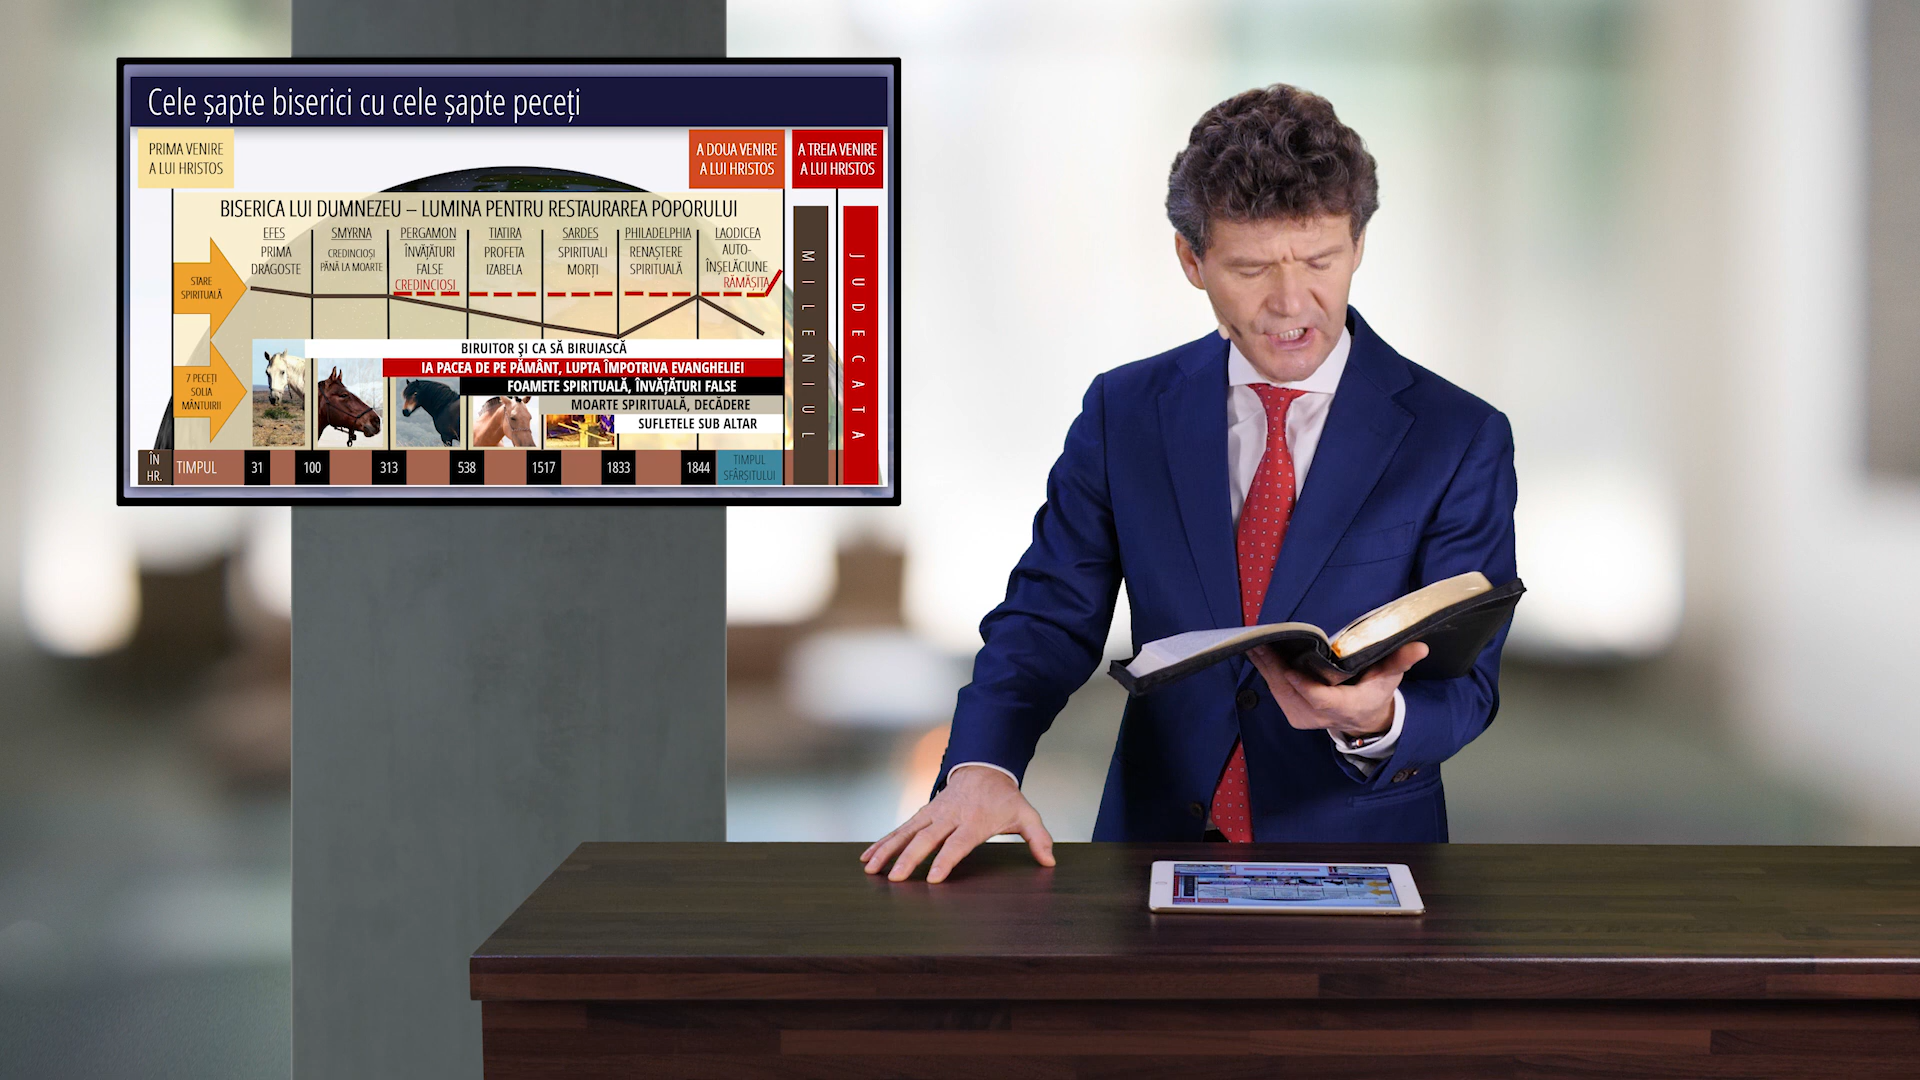 Cele șapte biserici cu cele șapte peceți
PRIMA VENIRE
A LUI HRISTOS
A DOUA VENIRE
A LUI HRISTOS
A TREIA VENIRE
A LUI HRISTOS
BISERICA LUI DUMNEZEU – LUMINA PENTRU RESTAURAREA POPORULUI
EFES
PRIMA
DRAGOSTE
SMYRNA
CREDINCIOȘI
PÂNĂ LA MOARTE
PERGAMON
ÎNVĂȚĂTURI
FALSE
CREDINCIOȘI
TIATIRA
PROFETA
IZABELA
SARDES
SPIRITUALI
MORȚI
PHILADELPHIA
RENAȘTERE
SPIRITUALĂ
LAODICEA
AUTO-
ÎNȘELĂCIUNE
RĂMĂȘIȚA
STARE
SPIRITUALĂ
7 PECEȚI
SOLIA
MÂNTUIRII
BIRUITOR ȘI CA SĂ BIRUIASCĂ
IA PACEA DE PE PĂMÂNT, LUPTA ÎMPOTRIVA EVANGHELIEI
FOAMETE SPIRITUALĂ, ÎNVĂȚĂTURI FALSE
MOARTE SPIRITUALĂ, DECĂDERE
SUFLETELE SUB ALTAR
MILENIUL
JUDECATA
ÎN
HR.
TIMPUL
31
100
313
538
1517
1833
1844
TIMPUL
SFÂRȘITULUI